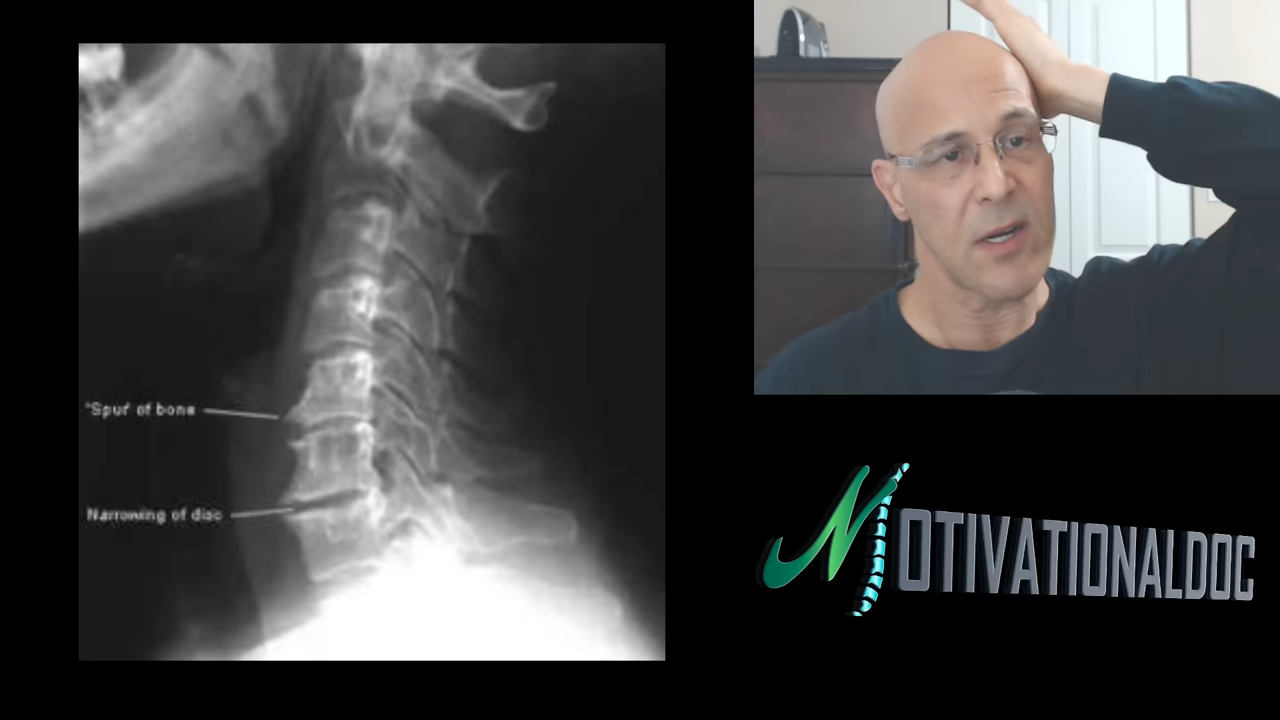 "Spur" of bone
Narrowing of disc
MOTIVATIONALDOC